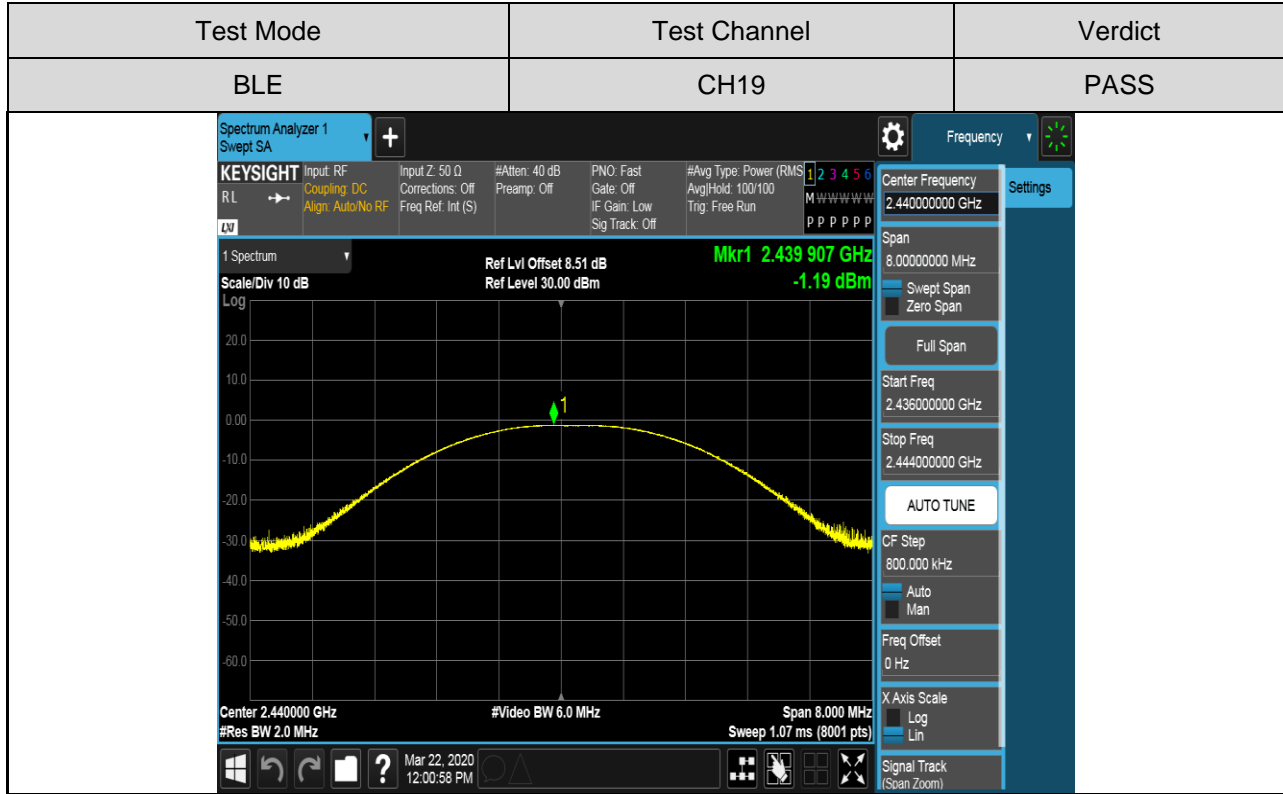 Test Mode Test Channel Verdict
BLE CH19 PASS
Spectrum Analyzer 1
Swept SA
+
Frequency
KEYSIGHT Input: RF Input Z: 50 Ω #Atten: 40 dB PNO: Fast #Avg Type: Power (RMS 1 2 3 4 5 6
RL Coupling: DC Corrections: Off Preamp: Off Gate: Off Avg|Hold: 100/100 M W W W W W
Align: Auto/No RF Freq Ref: Int (S) IF Gain: Low Trig: Free Run
LXI Sig Track: Off P P P P P P
1 Spectrum
Ref Lvl Offset 8.51 dB Mkr1 2.439 907 GHz
Scale/Div 10 dB Ref Level 30.00 dBm -1.19 dBm
Log
20.0
10.0
0.00
1
-10.0
-20.0
-30.0
-40.0
-50.0
-60.0
Center 2.440000 GHz #Video BW 6.0 MHz Span 8.000 MHz
#Res BW 2.0 MHz Sweep 1.07 ms (8001 pts)
? Mar 22, 2020
12:00:58 PM
Settings
Center Frequency
2.440000000 GHz
Span
8.00000000 MHz
Swept Span
Zero Span
Full Span
Start Freq
2.436000000 GHz
Stop Freq
2.444000000 GHz
AUTO TUNE
CF Step
800.000 kHz
Auto
Man
Freq Offset
0 Hz
X Axis Scale
Log
Lin
Signal Track
(Span Zoom)